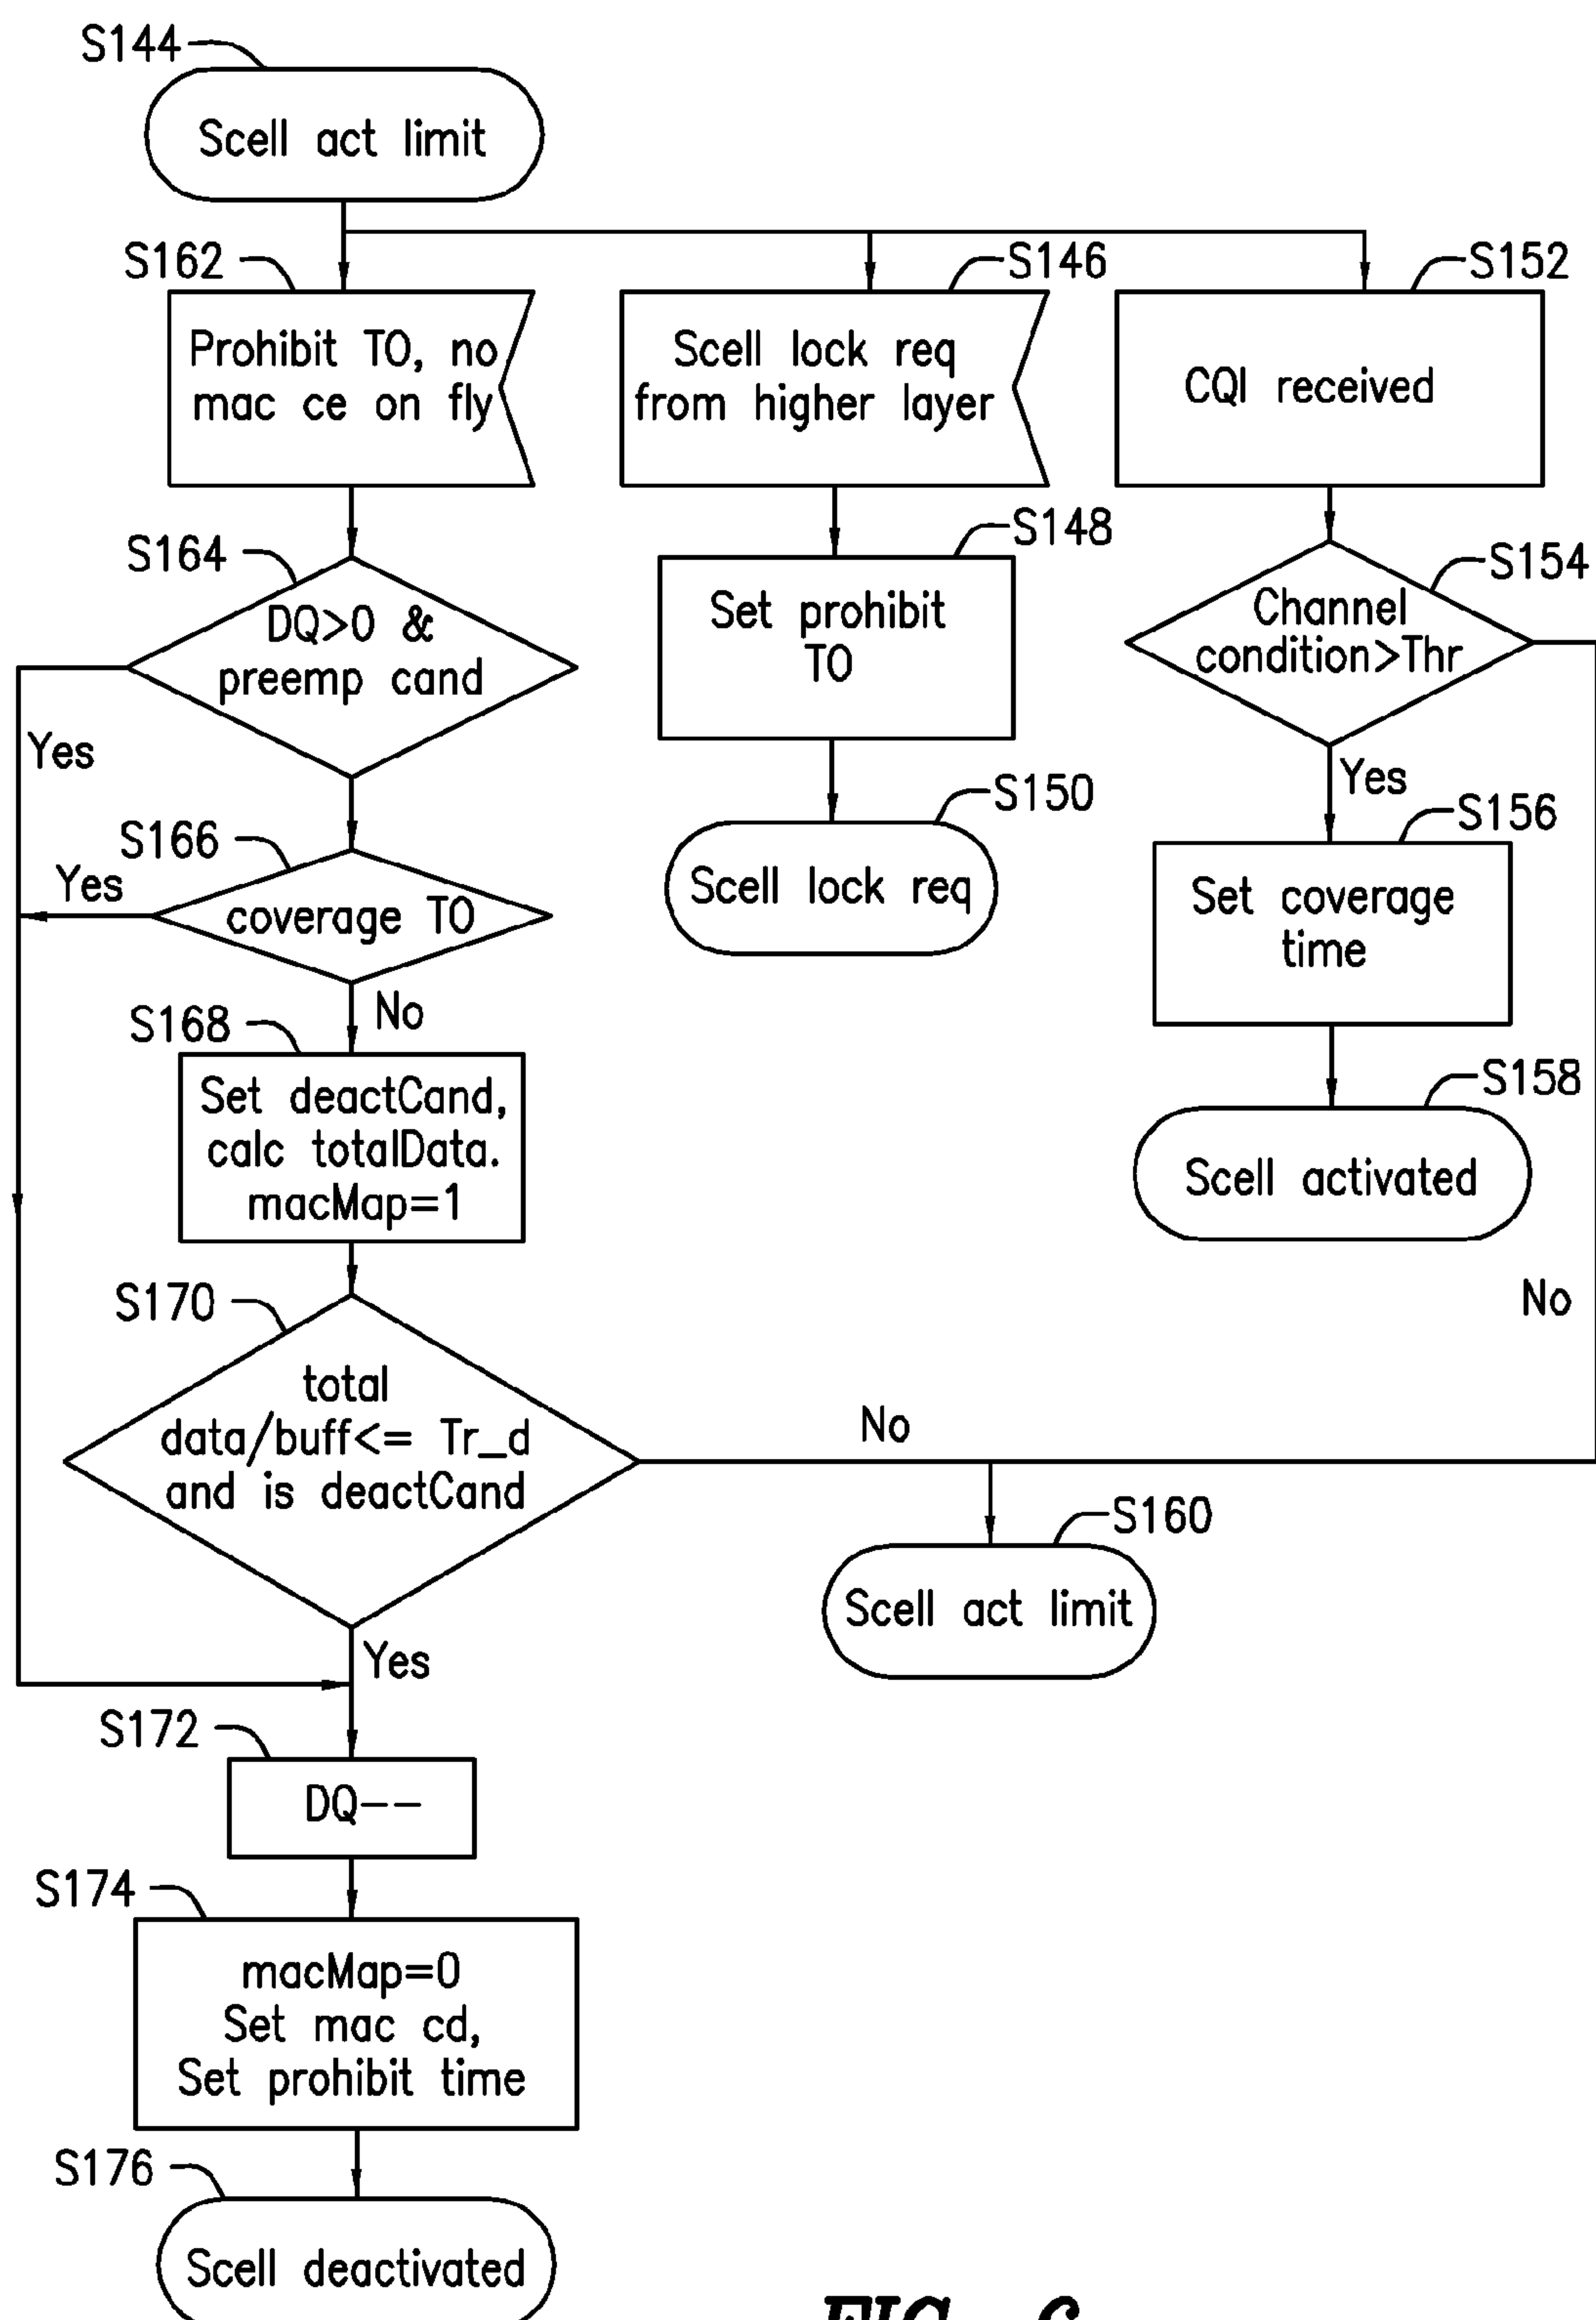 S144
Scell act limit
S162
S146
S152
Prohibit TO, no
mac ce on fly
Scell lock req
from higher layer
CQI received
S164
S148
S154
DQ>0 &
preemp cand
Set prohibit
TO
Channel
condition>Thr
Yes
Yes
S150
S156
S166
Yes
coverage TO
Scell lock req
Set coverage
time
No
S168
S158
Set deactCand,
calc totalData.
macMap=1
Scell activated
S170
No
total
data/buff<= Tr_d
and is deactCand
No
S160
Scell act limit
Yes
S172
DQ--
S174
macMap=0
Set mac cd,
Set prohibit time
S176
Scell deactivated